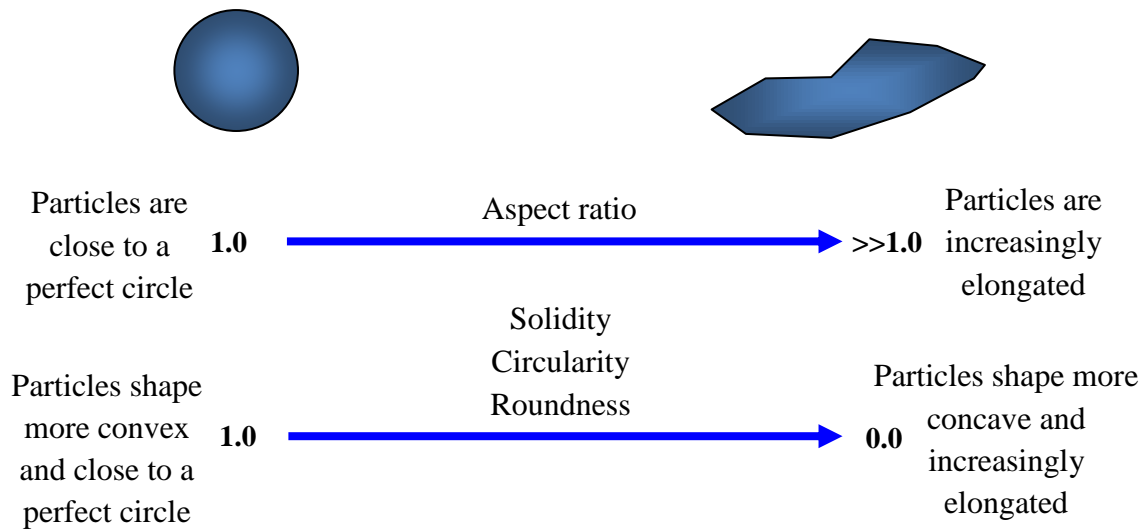 Particles are
close to a
perfect circle
1.0
Aspect ratio
>>1.0
Particles are
increasingly
elongated
Particles shape
more convex
and close to a
perfect circle
1.0
Solidity
Circularity
Roundness
0.0
Particles shape more
concave and
increasingly
elongated